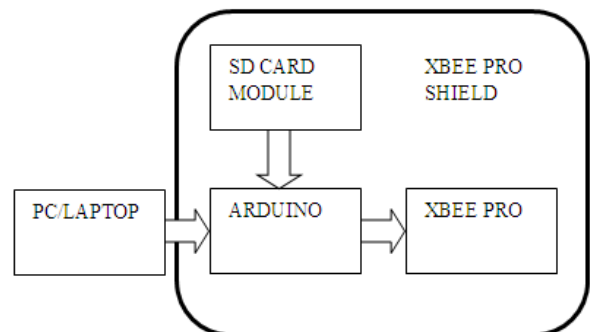 SD CARD
MODULE
XBEE PRO
SHIELD
PC/LAPTOP
ARDUINO
XBEE PRO